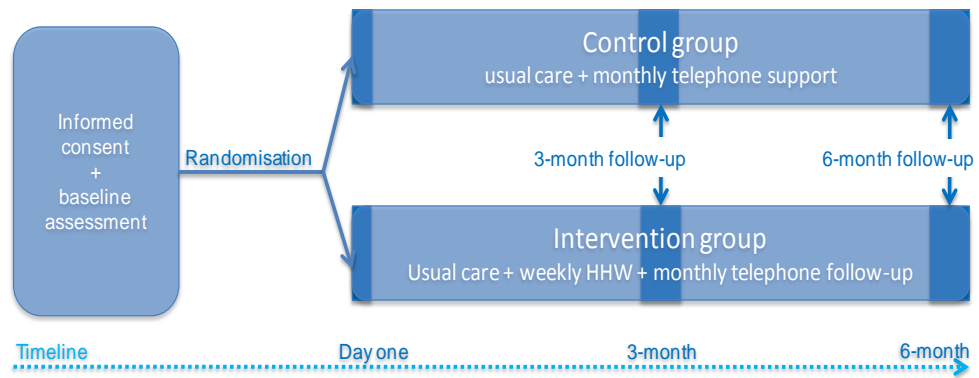 Informed
consent
+
baseline
assessment
Randomisation
Control group
usual care + monthly telephone support
3-month follow-up
6-month follow-up
Intervention group
Usual care + weekly HHW + monthly telephone follow-up
Timeline
Day one
3-month
6-month